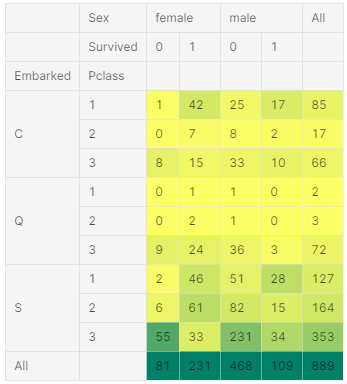 Sex female male All
Survived 0 1 0 1
Embarked Pclass
C 1 1 42 25 17 85
2 0 7 8 2 17
3 8 15 33 10 66
Q 1 0 1 1 0 2
2 0 2 1 0 3
3 9 24 36 3 72
S 1 2 46 51 28 127
2 6 61 82 15 164
3 55 33 231 34 353
All 81 231 468 109 889